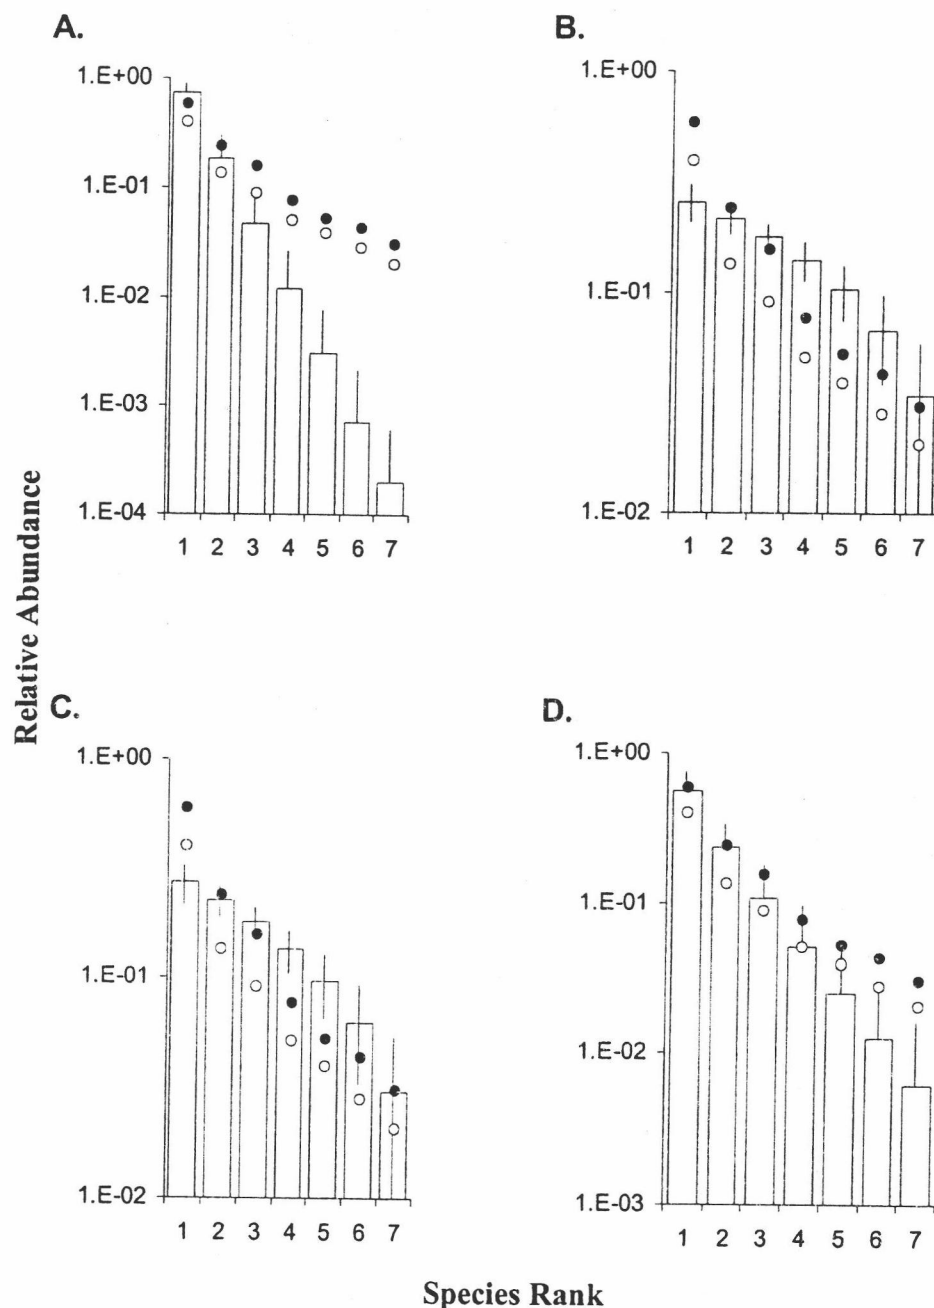 A.
1.E+00
1.E-01
1.E-02
1.E-03
1.E-04
1 2 3 4 5 6 7
B.
1.E+00
1.E-01
1.E-02
1 2 3 4 5 6 7
Relative Abundance
C.
1.E+00
1.E-01
1.E-02
1 2 3 4 5 6 7
D.
1.E+00
1.E-01
1.E-02
1.E-03
1 2 3 4 5 6 7
Species Rank